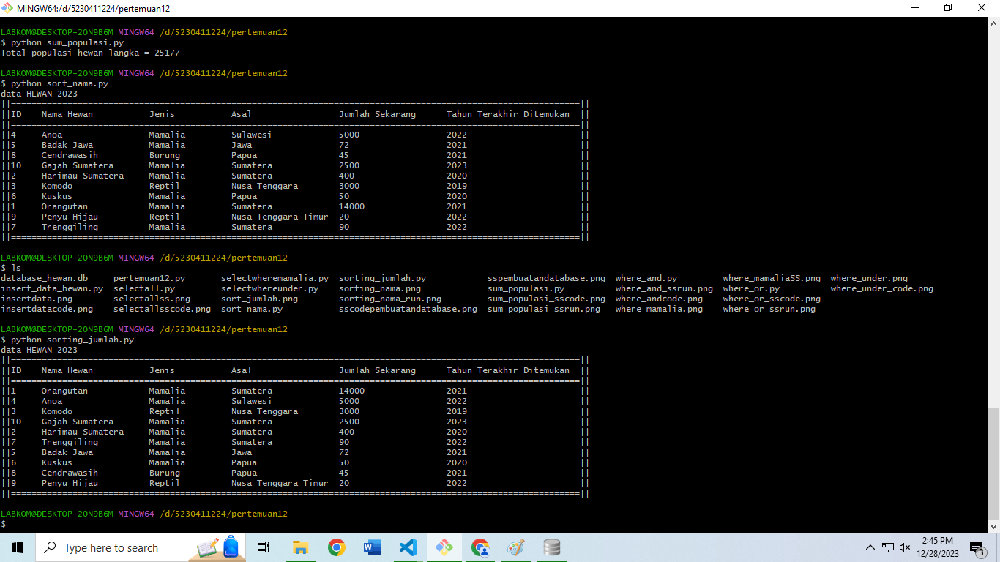 MINGW64:/d/5230411224/pertemuan12
LABKOM@DESKTOP-2ON9B6M MINGW64 /d/5230411224/pertemuan12
$ python sum_populasi.py
Total populasi hewan langka = 25177
LABKOM@DESKTOP-2ON9B6M MINGW64 /d/5230411224/pertemuan12
$ python sort_nama.py
data HEWAN 2023
||===============================================================================================================||
||ID    Nama Hewan           Jenis           Asal                 Jumlah Sekarang      Tahun Terakhir Ditemukan  ||
||===============================================================================================================||
||4     Anoa                 Mamalia         Sulawesi             5000                 2022                      ||
||5     Badak Jawa           Mamalia         Jawa                 72                   2021                      ||
||8     Cendrawasih          Burung          Papua                45                   2021                      ||
||10    Gajah Sumatera       Mamalia         Sumatera             2500                 2023                      ||
||2     Harimau Sumatera     Mamalia         Sumatera             400                  2020                      ||
||3     Komodo               Reptil          Nusa Tenggara        3000                 2019                      ||
||6     Kuskus               Mamalia         Papua                50                   2020                      ||
||1     Orangutan            Mamalia         Sumatera             14000                2021                      ||
||9     Penyu Hijau          Reptil          Nusa Tenggara Timur  20                   2022                      ||
||7     Trenggiling          Mamalia         Sumatera             90                   2022                      ||
||===============================================================================================================||
LABKOM@DESKTOP-2ON9B6M MINGW64 /d/5230411224/pertemuan12
$ ls
database_hewan.db     pertemuan12.py       selectwheremamalia.py  sorting_jumlah.py            sspembuatandatabase.png  where_and.py         where_mamaliaSS.png  where_under.png
insert_data_hewan.py  selectall.py         selectwhereunder.py    sorting_nama.png             sum_populasi.py          where_and_ssrun.png  where_or.py          where_under_code.png
insertdata.png        selectallss.png      sort_jumlah.png        sorting_nama_run.png         sum_populasi_sscode.png  where_andcode.png    where_or_sscode.png
insertdatacode.png    selectallsscode.png  sort_nama.py           sscodepembuatandatabase.png  sum_populasi_ssrun.png   where_mamalia.png    where_or_ssrun.png
LABKOM@DESKTOP-2ON9B6M MINGW64 /d/5230411224/pertemuan12
$ python sorting_jumlah.py
data HEWAN 2023
||===============================================================================================================||
||ID    Nama Hewan           Jenis           Asal                 Jumlah Sekarang      Tahun Terakhir Ditemukan  ||
||===============================================================================================================||
||1     Orangutan            Mamalia         Sumatera             14000                2021                      ||
||4     Anoa                 Mamalia         Sulawesi             5000                 2022                      ||
||3     Komodo               Reptil          Nusa Tenggara        3000                 2019                      ||
||10    Gajah Sumatera       Mamalia         Sumatera             2500                 2023                      ||
||2     Harimau Sumatera     Mamalia         Sumatera             400                  2020                      ||
||7     Trenggiling          Mamalia         Sumatera             90                   2022                      ||
||5     Badak Jawa           Mamalia         Jawa                 72                   2021                      ||
||6     Kuskus               Mamalia         Papua                50                   2020                      ||
||8     Cendrawasih          Burung          Papua                45                   2021                      ||
||9     Penyu Hijau          Reptil          Nusa Tenggara Timur  20                   2022                      ||
||===============================================================================================================||
LABKOM@DESKTOP-2ON9B6M MINGW64 /d/5230411224/pertemuan12
$
Type here to search
2:45 PM
12/28/2023
3